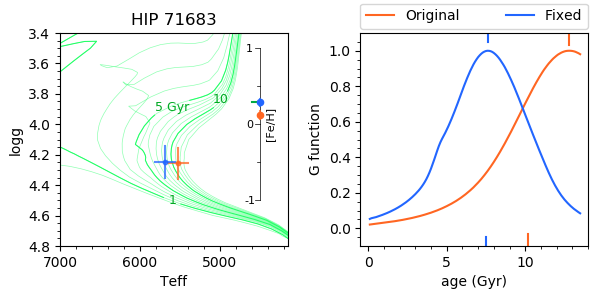 HIP 71683
Original Fixed
3.4
3.6
3.8
4.0
4.2
4.4
4.6
4.8
logg
7000 6000 5000
Teff
5 Gyr
10
1
1
0
-1
[Fe/H]
1.0
0.8
0.6
0.4
0.2
0.0
G function
0 5 10
age (Gyr)